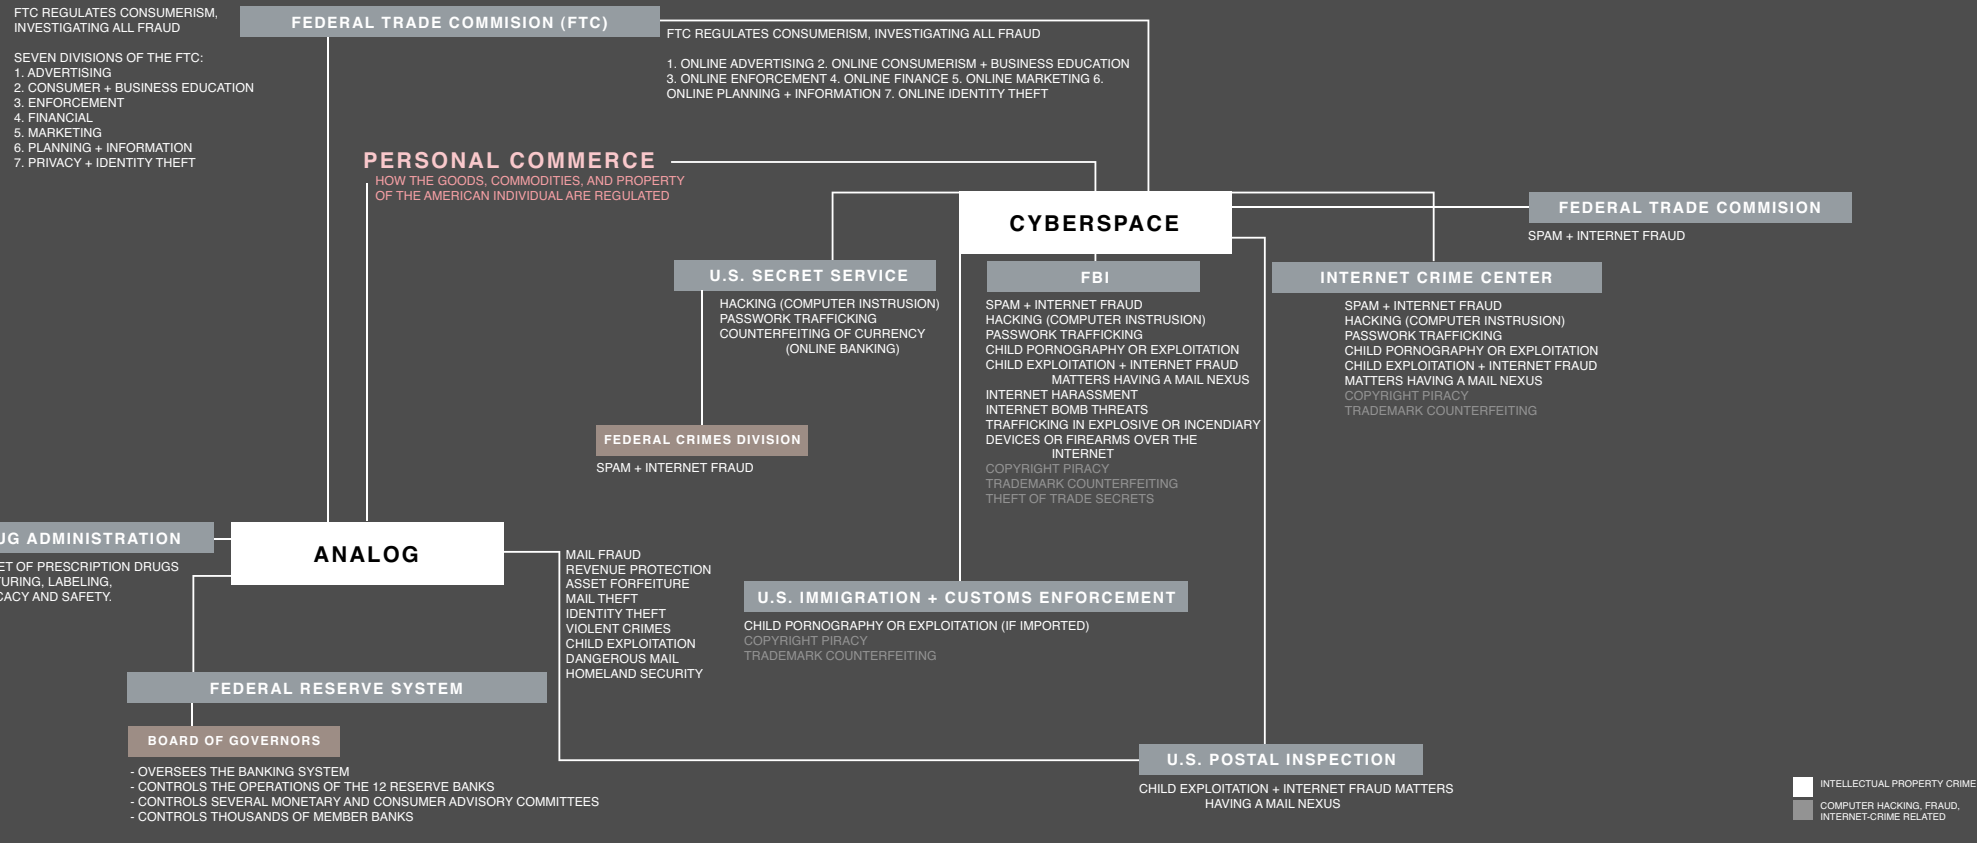 FTC REGULATES CONSUMERISM,
INVESTIGATING ALL FRAUD
SEVEN DIVISIONS OF THE FTC:
1. ADVERTISING
2. CONSUMER + BUSINESS EDUCATION
3. ENFORCEMENT
4. FINANCIAL
5. MARKETING
6. PLANNING + INFORMATION
7. PRIVACY + IDENTITY THEFT
FEDERAL TRADE COMMISION (FTC)
FTC REGULATES CONSUMERISM, INVESTIGATING ALL FRAUD
1. ONLINE ADVERTISING 2. ONLINE CONSUMERISM + BUSINESS EDUCATION
3. ONLINE ENFORCEMENT 4. ONLINE FINANCE 5. ONLINE MARKETING 6.
ONLINE PLANNING + INFORMATION 7. ONLINE IDENTITY THEFT
PERSONAL COMMERCE
HOW THE GOODS, COMMODITIES, AND PROPERTY
OF THE AMERICAN INDIVIDUAL ARE REGULATED
CYBERSPACE
FEDERAL TRADE COMMISION
SPAM + INTERNET FRAUD
U.S. SECRET SERVICE
HACKING (COMPUTER INSTRUSION)
PASSWORK TRAFFICKING
COUNTERFEITING OF CURRENCY
(ONLINE BANKING)
FBI
SPAM + INTERNET FRAUD
HACKING (COMPUTER INSTRUSION)
PASSWORK TRAFFICKING
CHILD PORNOGRAPHY OR EXPLOITATION
CHILD EXPLOITATION + INTERNET FRAUD
MATTERS HAVING A MAIL NEXUS
INTERNET HARASSMENT
INTERNET BOMB THREATS
TRAFFICKING IN EXPLOSIVE OR INCENDIARY
DEVICES OR FIREARMS OVER THE
INTERNET
COPYRIGHT PIRACY
TRADEMARK COUNTERFEITING
THEFT OF TRADE SECRETS
INTERNET CRIME CENTER
SPAM + INTERNET FRAUD
HACKING (COMPUTER INSTRUSION)
PASSWORK TRAFFICKING
CHILD PORNOGRAPHY OR EXPLOITATION
CHILD EXPLOITATION + INTERNET FRAUD
MATTERS HAVING A MAIL NEXUS
COPYRIGHT PIRACY
TRADEMARK COUNTERFEITING
FEDERAL CRIMES DIVISION
SPAM + INTERNET FRAUD
ADMINISTRATION
OF PRESCRIPTION DRUGS
LABELING,
AND SAFETY.
ANALOG
MAIL FRAUD
REVENUE PROTECTION
ASSET FORFEITURE
MAIL THEFT
IDENTITY THEFT
VIOLENT CRIMES
CHILD EXPLOITATION
DANGEROUS MAIL
HOMELAND SECURITY
U.S. IMMIGRATION + CUSTOMS ENFORCEMENT
CHILD PORNOGRAPHY OR EXPLOITATION (IF IMPORTED)
COPYRIGHT PIRACY
TRADEMARK COUNTERFEITING
FEDERAL RESERVE SYSTEM
BOARD OF GOVERNORS
- OVERSEES THE BANKING SYSTEM
- CONTROLS THE OPERATIONS OF THE 12 RESERVE BANKS
- CONTROLS SEVERAL MONETARY AND CONSUMER ADVISORY COMMITTEES
- CONTROLS THOUSANDS OF MEMBER BANKS
U.S. POSTAL INSPECTION
CHILD EXPLOITATION + INTERNET FRAUD MATTERS
HAVING A MAIL NEXUS
INTELLECTUAL PROPERTY CRIME
COMPUTER HACKING, FRAUD,
INTERNET-CRIME RELATED